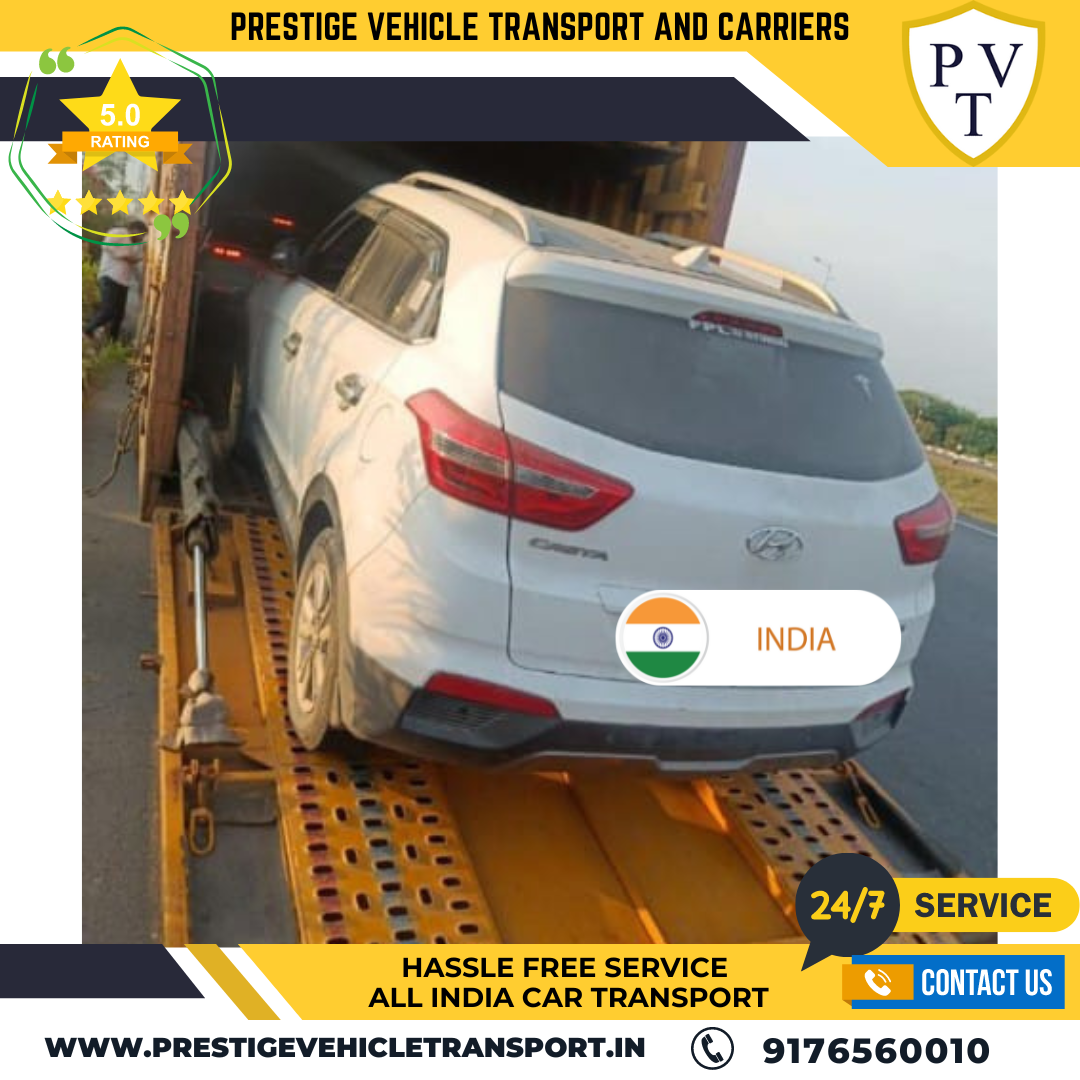 PRESTIGE VEHICLE TRANSPORT AND CARRIERS
P V
T
5.0
RATING
CRETA
INDIA
24/7 SERVICE
HASSLE FREE SERVICE
ALL INDIA CAR TRANSPORT
CONTACT US
WWW.PRESTIGEVEHICLETRANSPORT.IN
9176560010